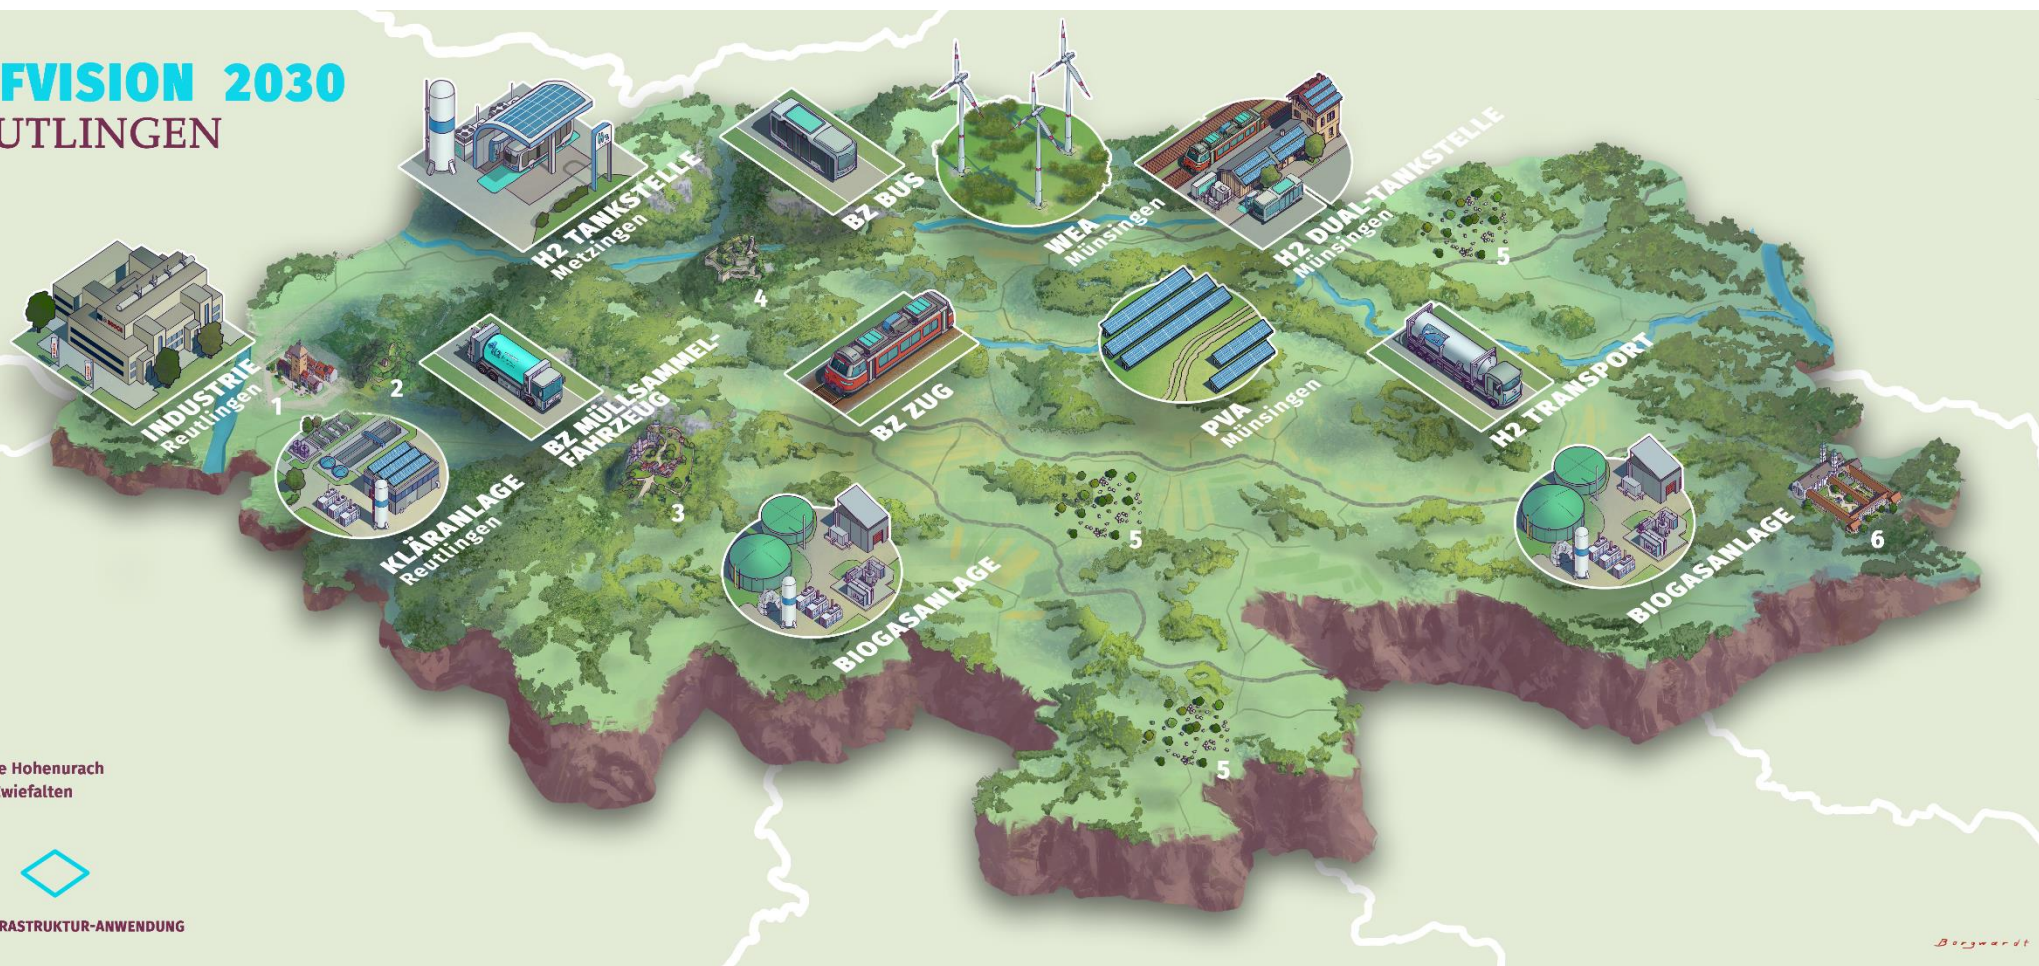 FVISION 2030
UTLINGEN
H2 TANKSTELLE
Metzingen
BZ BUS
WEA
Münsingen
H2 DUAL-TANKSTELLE
Münsingen
INDUSTRIE
Reutlingen
BZ MÜLLSAMMEL-
FAHRZEUG
BZ ZUG
PVA
Münsingen
H2 TRANSPORT
KLÄRANLAGE
Reutlingen
BIOGASANLAGE
BIOGASANLAGE
1
2
3
4
5
5
5
6
e Hohenurach
wiefalten
RASTRUKTUR-ANWENDUNG
Borgwardt